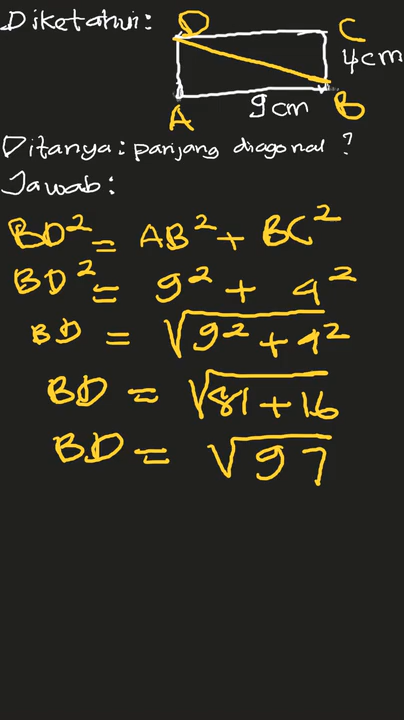 Diketahui:
D C
4cm
9cm
A B
Ditanya: panjang diagonal ?
Jawab:
BD² = AB² + BC²
BD² = 9² + 4²
BD = √9² + 4²
BD = √81 + 16
BD = √97